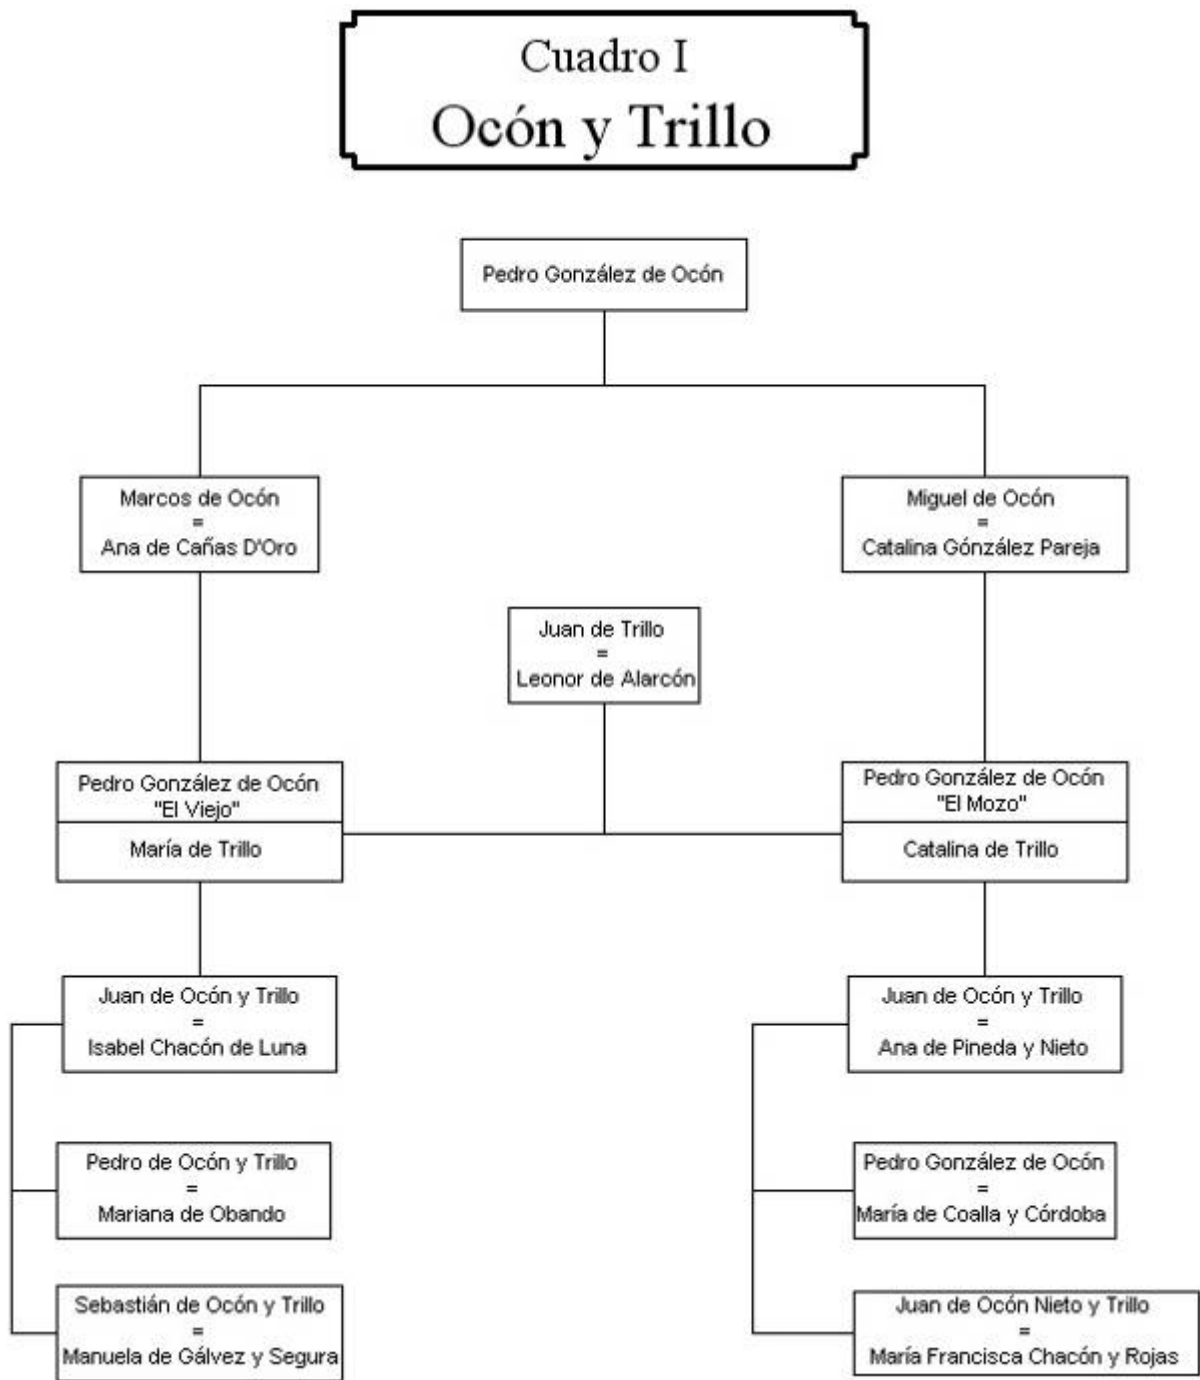 Cuadro I
Ocón y Trillo
Pedro González de Ocón
Marcos de Ocón
=
Ana de Cañas D'Oro
Miguel de Ocón
=
Catalina Gónzález Pareja
Juan de Trillo
=
Leonor de Alarcón
Pedro González de Ocón
"El Viejo"
María de Trillo
Pedro González de Ocón
"El Mozo"
Catalina de Trillo
Juan de Ocón y Trillo
=
Isabel Chacón de Luna
Juan de Ocón y Trillo
=
Ana de Pineda y Nieto
Pedro de Ocón y Trillo
=
Mariana de Obando
Pedro González de Ocón
=
María de Coalla y Córdoba
Sebastián de Ocón y Trillo
=
Manuela de Gálvez y Segura
Juan de Ocón Nieto y Trillo
=
María Francisca Chacón y Rojas